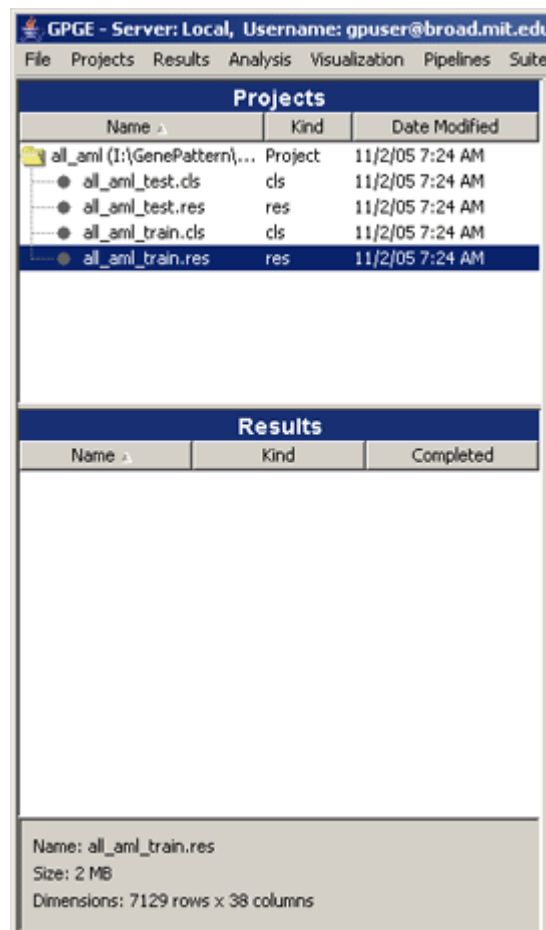 GPGE - Server: Local, Username: gpuser@broad.mit.edu
File Projects Results Analysis Visualization Pipelines Suite
Projects
Name Kind Date Modified
all_aml (I:\GenePattern\... Project 11/2/05 7:24 AM
all_aml_test.cls cls 11/2/05 7:24 AM
all_aml_test.res res 11/2/05 7:24 AM
all_aml_train.cls cls 11/2/05 7:24 AM
all_aml_train.res res 11/2/05 7:24 AM
Results
Name Kind Completed
Name: all_aml_train.res
Size: 2 MB
Dimensions: 7129 rows x 38 columns